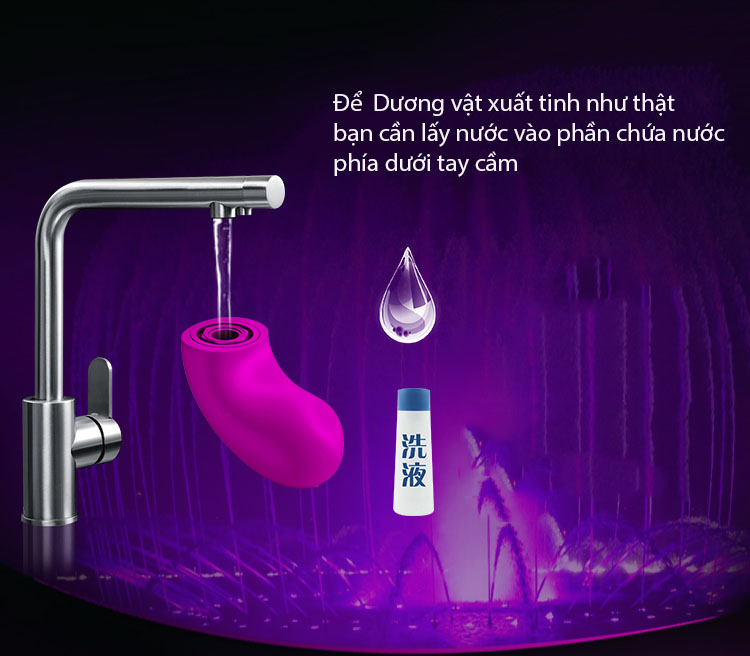 Để Dương vật xuất tinh như thật
bạn cần lấy nước vào phần chứa nước
phía dưới tay cầm
洗
液